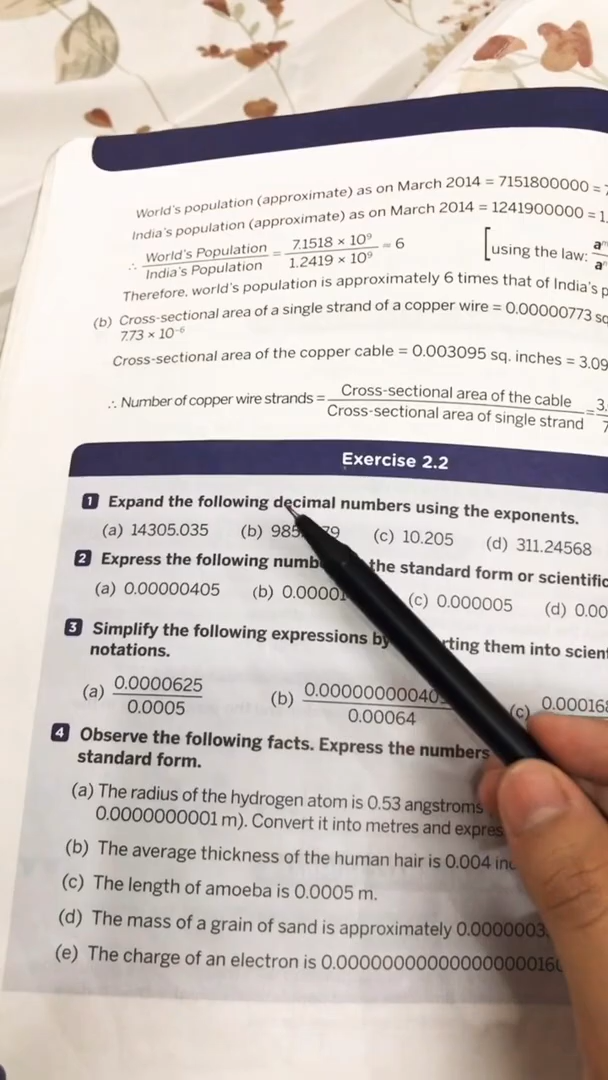 World's population (approximate) as on March 2014 = 7151800000 =
India's population (approximate) as on March 2014 = 1241900000 = 1.
∴ World's Population / India's Population = 7.1518 × 10⁹ / 1.2419 × 10⁹ ≈ 6 [using the law: aᵐ / aⁿ
Therefore, world's population is approximately 6 times that of India's p
(b) Cross-sectional area of a single strand of a copper wire = 0.00000773 sq
7.73 × 10⁻⁶
Cross-sectional area of the copper cable = 0.003095 sq. inches = 3.09
∴ Number of copper wire strands = Cross-sectional area of the cable / Cross-sectional area of single strand = 3. / 7
Exercise 2.2
1 Expand the following decimal numbers using the exponents.
(a) 14305.035 (b) (c) 10.205 (d) 311.24568
2 Express the following the standard form or scientific
(a) 0.00000405 (b) 0.00001 (c) 0.000005 (d) 0.00
3 Simplify the following expressions by rting them into scien
notations.
(a) 0.0000625 / 0.0005 (b) 0.00000000040 / 0.00064 (c) 0.000168
4 Observe the following facts. Express the numbers
standard form.
(a) The radius of the hydrogen atom is 0.53 angstroms
0.0000000001 m). Convert it into metres and expres
(b) The average thickness of the human hair is 0.004 inc
(c) The length of amoeba is 0.0005 m.
(d) The mass of a grain of sand is approximately 0.0000003
(e) The charge of an electron is